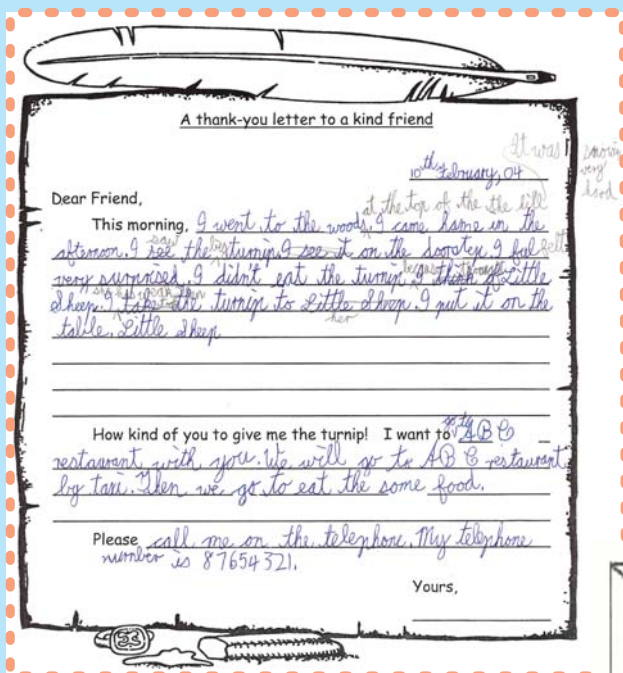 A thank-you letter to a kind friend
It was snowing very hard
10th February, 04
Dear Friend,
at the top of the the hill
This morning, I went to the woods, I came home in the
saw big felt
afternoon. I see the turnip. I see it on the doorstep. I feel
very surprised. I didn't eat the turnip. I think of Little
Sheep. I take the turnip to Little Sheep. I put it on the
her
table. Little Sheep
How kind of you to give me the turnip! I want to go to ABC
restaurant with you. We will go to ABC restaurant
by taxi. Then we go to eat the some food.
Please call me on the telephone. My telephone
number is 87654321.
Yours,